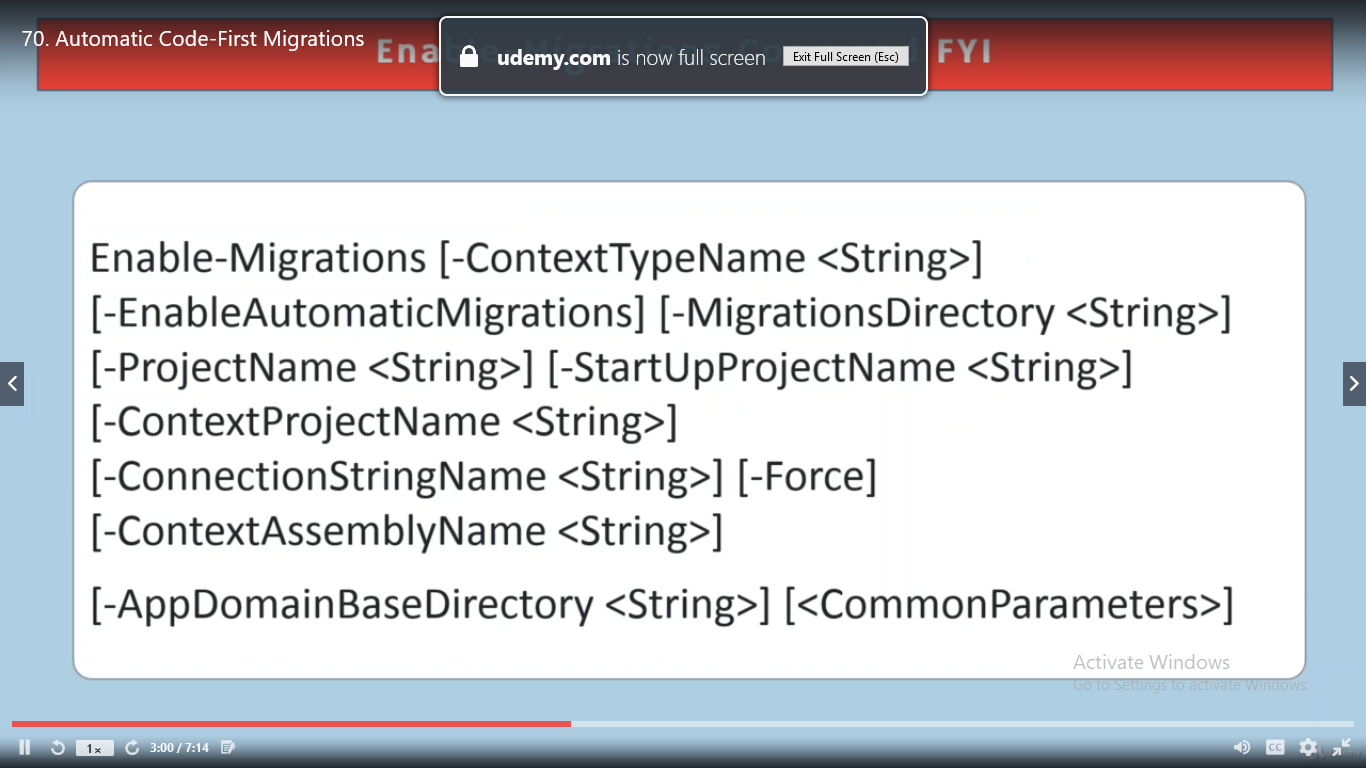 70. Automatic Code-First Migrations
Ena
FYI
udemy.com is now full screen
Exit Full Screen (Esc)
Enable-Migrations [-ContextTypeName <String>]
[-EnableAutomaticMigrations] [-MigrationsDirectory <String>]
[-ProjectName <String>] [-StartUpProjectName <String>]
[-ContextProjectName <String>]
[-ConnectionStringName <String>] [-Force]
[-ContextAssemblyName <String>]
[-AppDomainBaseDirectory <String>] [<CommonParameters>]
Activate Windows
Go to Settings to activate Windows.
1x
3:00 / 7:14
CC